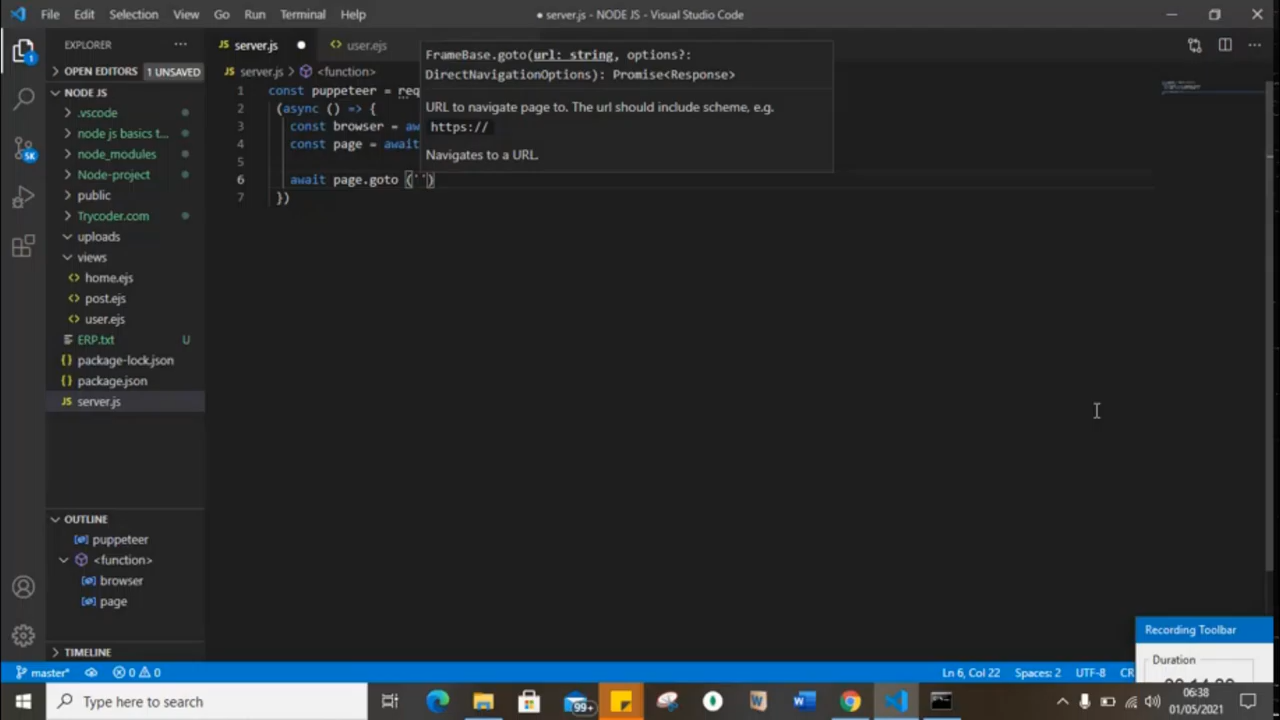 File Edit Selection View Go Run Terminal Help
● server.js - NODE JS - Visual Studio Code
EXPLORER
server.js
user.ejs
OPEN EDITORS 1 UNSAVED
server.js > <function>
NODE JS
.vscode
node js basics t...
node_modules
Node-project
public
Trycoder.com
uploads
views
home.ejs
post.ejs
user.ejs
ERP.txt U
package-lock.json
package.json
server.js
OUTLINE
puppeteer
<function>
browser
page
TIMELINE
1 const puppeteer = req
2 (async () => {
3 const browser = aw
4 const page = await
5
6 await page.goto ('')
7 })
FrameBase.goto(url: string, options?:
DirectNavigationOptions): Promise<Response>
URL to navigate page to. The url should include scheme, e.g.
https://
Navigates to a URL.
Recording Toolbar
Duration
master* 0 0
Ln 6, Col 22 Spaces: 2 UTF-8 CR
Type here to search
99+
06:38
01/05/2021